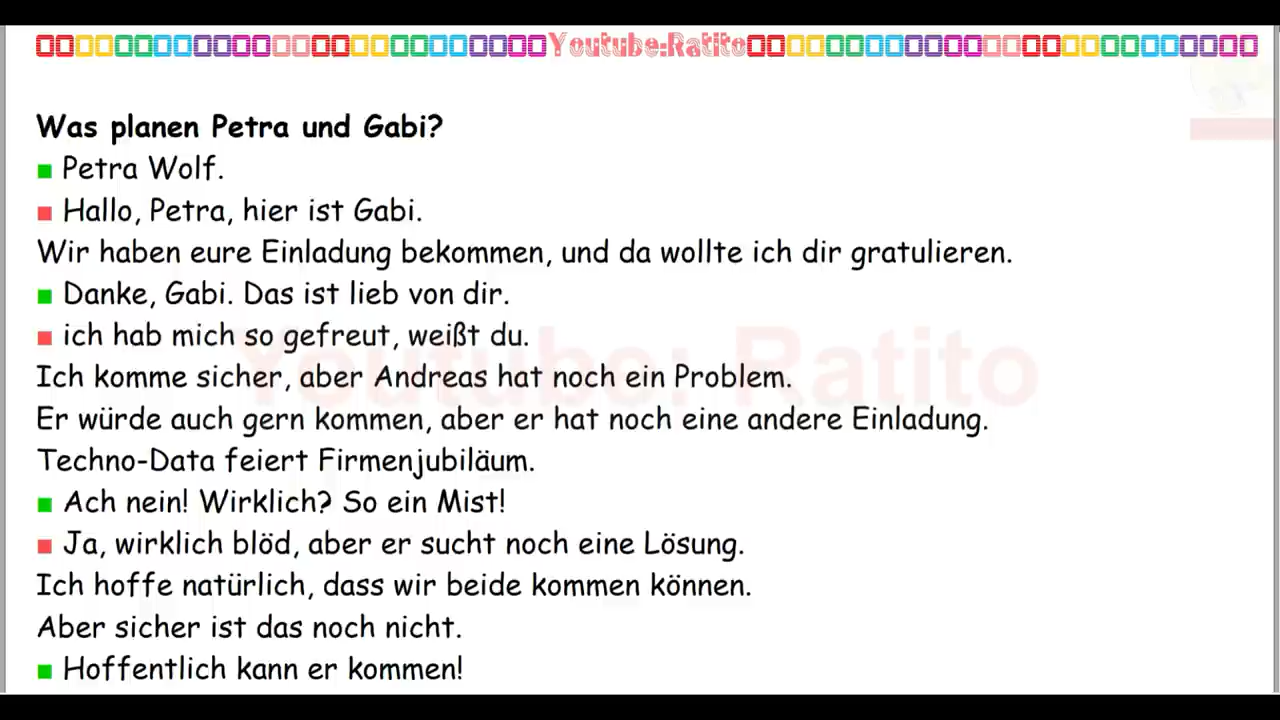 Youtube:Ratito
Was planen Petra und Gabi?
Petra Wolf.
Hallo, Petra, hier ist Gabi.
Wir haben eure Einladung bekommen, und da wollte ich dir gratulieren.
Danke, Gabi. Das ist lieb von dir.
ich hab mich so gefreut, weißt du.
Youtube: Ratito
Ich komme sicher, aber Andreas hat noch ein Problem.
Er würde auch gern kommen, aber er hat noch eine andere Einladung.
Techno-Data feiert Firmenjubiläum.
Ach nein! Wirklich? So ein Mist!
Ja, wirklich blöd, aber er sucht noch eine Lösung.
Ich hoffe natürlich, dass wir beide kommen können.
Aber sicher ist das noch nicht.
Hoffentlich kann er kommen!